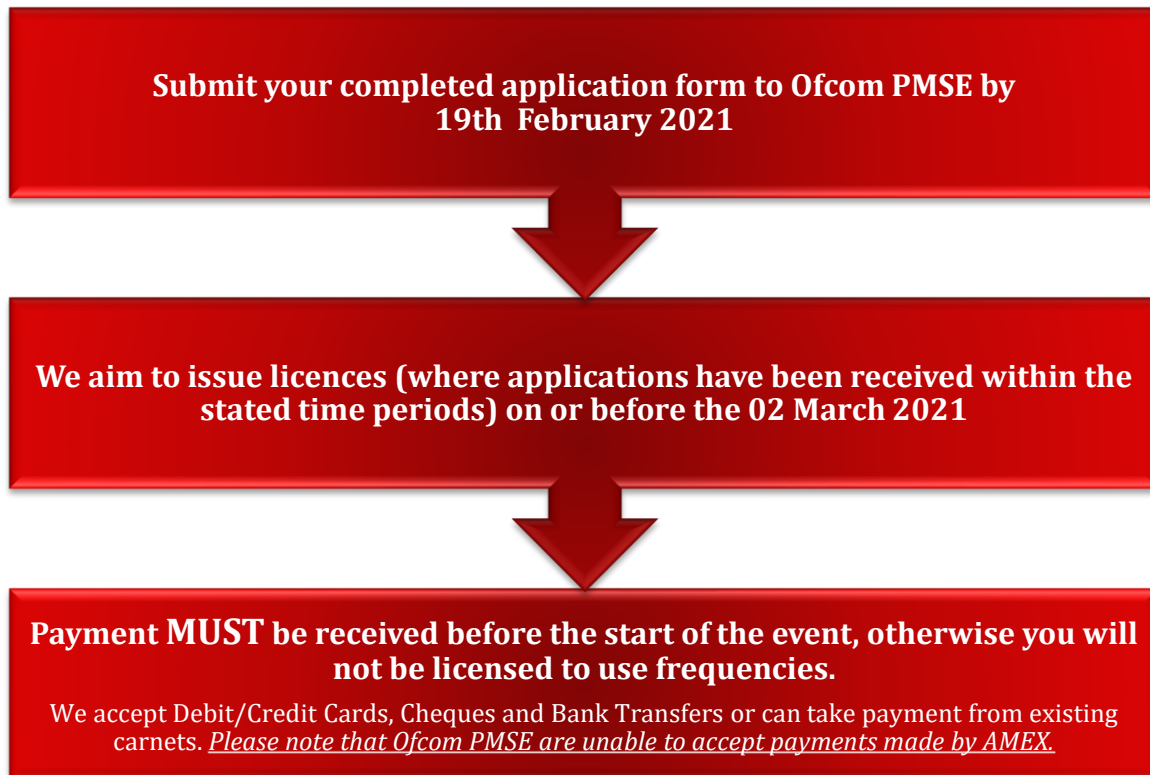 Submit your completed application form to Ofcom PMSE by
19th February 2021
We aim to issue licences (where applications have been received within the
stated time periods) on or before the 02 March 2021
Payment MUST be received before the start of the event, otherwise you will
not be licensed to use frequencies.
We accept Debit/Credit Cards, Cheques and Bank Transfers or can take payment from existing
carnets. Please note that Ofcom PMSE are unable to accept payments made by AMEX.